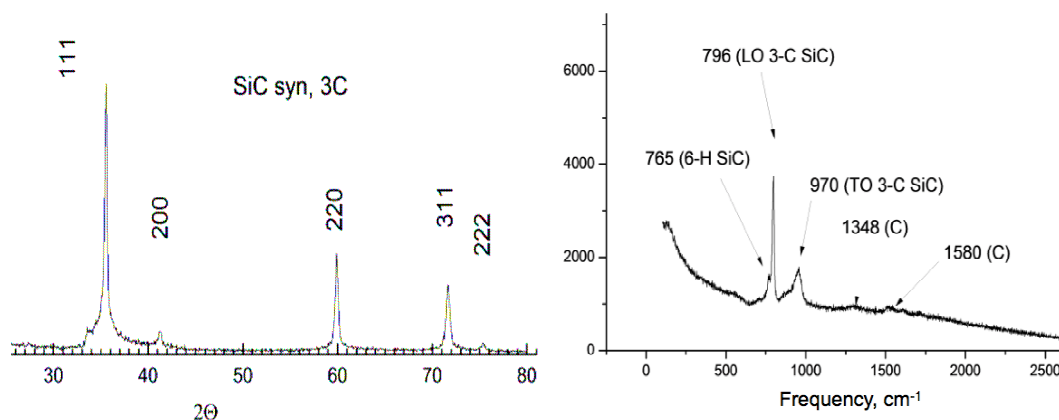 SiC syn, 3C
111
200
220
311
222
30
40
50
60
70
80
2Θ
796 (LO 3-C SiC)
765 (6-H SiC)
970 (TO 3-C SiC)
1348 (C)
1580 (C)
6000
4000
2000
0
0
500
1000
1500
2000
2500
Frequency, cm⁻¹